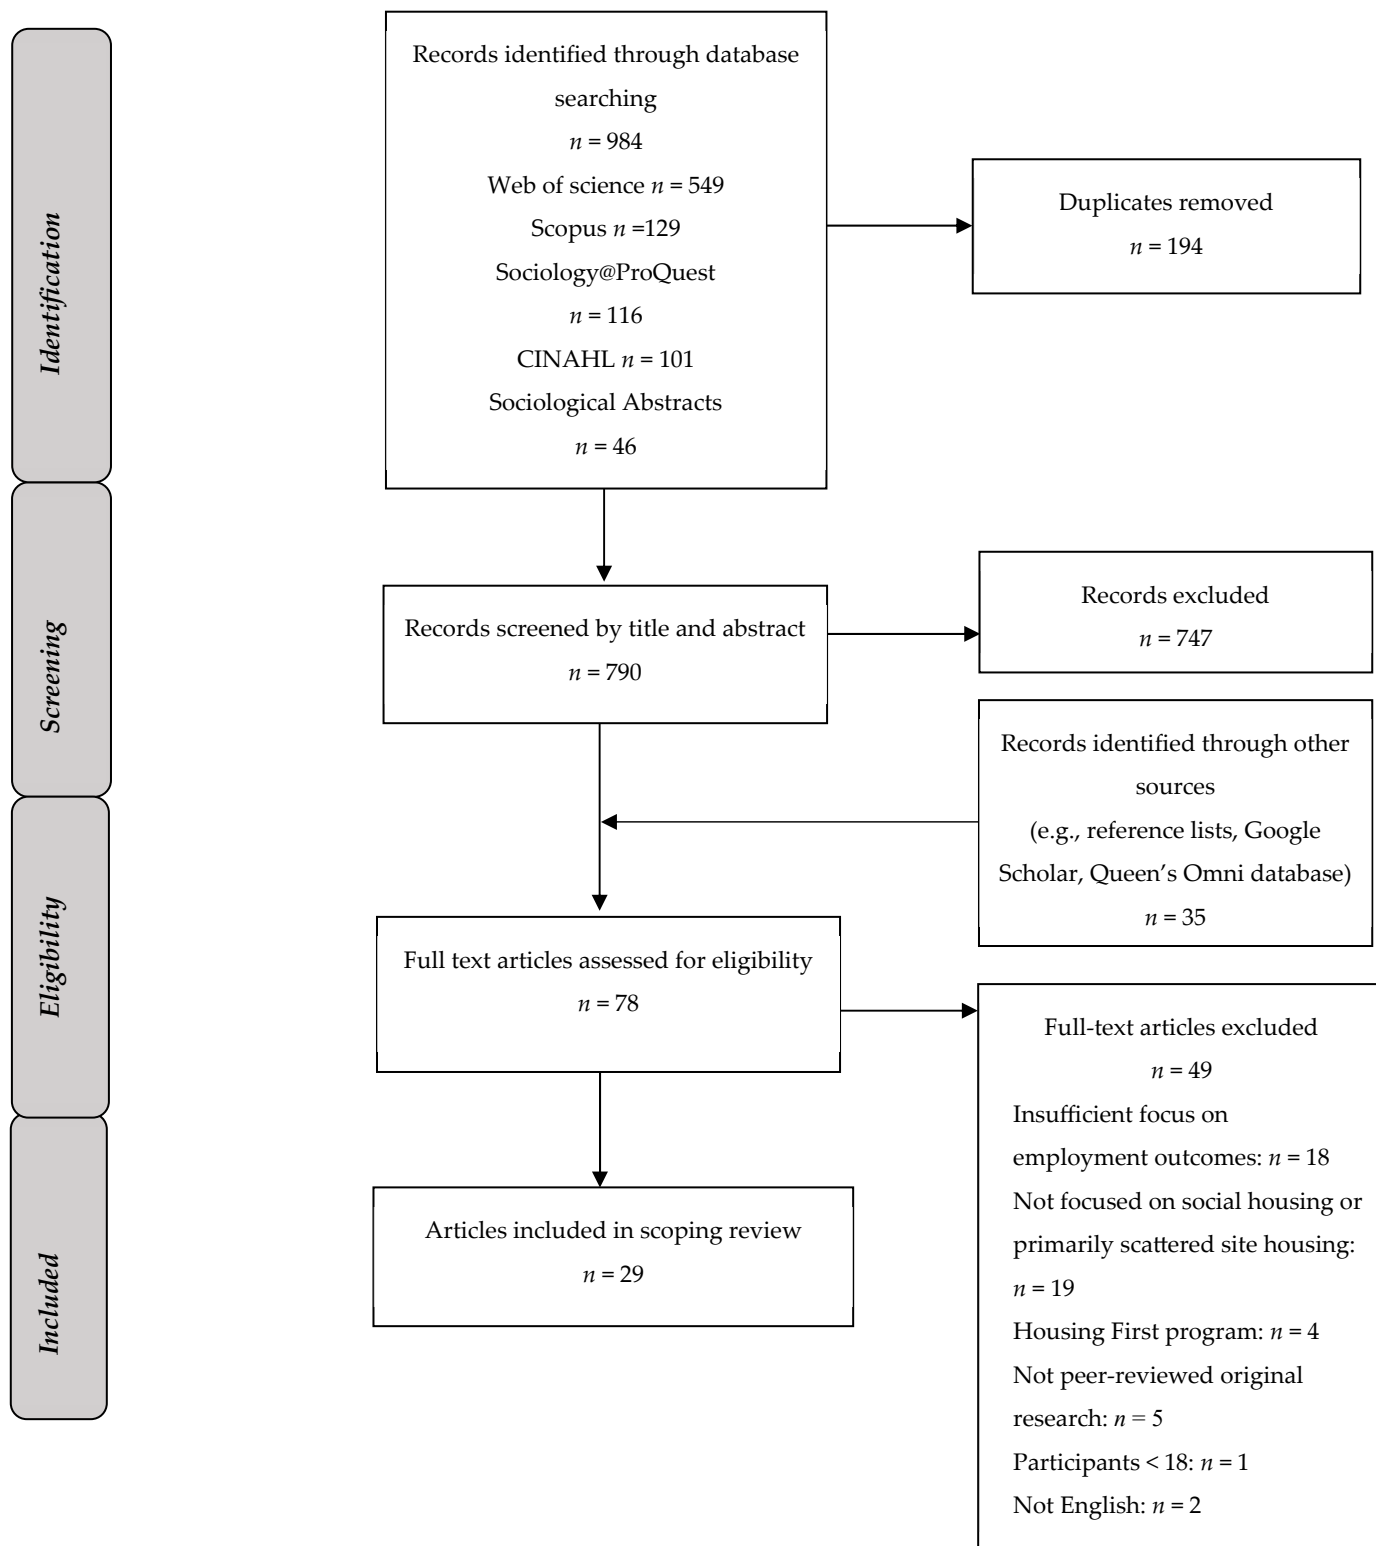 Identification
Records identified through database
searching
n = 984
Web of science n = 549
Scopus n =129
Sociology@ProQuest
n = 116
CINAHL n = 101
Sociological Abstracts
n = 46
Duplicates removed
n = 194
Screening
Records screened by title and abstract
n = 790
Records excluded
n = 747
Records identified through other
sources
(e.g., reference lists, Google
Scholar, Queen’s Omni database)
n = 35
Eligibility
Full text articles assessed for eligibility
n = 78
Full-text articles excluded
n = 49
Insufficient focus on
employment outcomes: n = 18
Not focused on social housing or
primarily scattered site housing:
n = 19
Housing First program: n = 4
Not peer-reviewed original
research: n = 5
Participants < 18: n = 1
Not English: n = 2
Included
Articles included in scoping review
n = 29